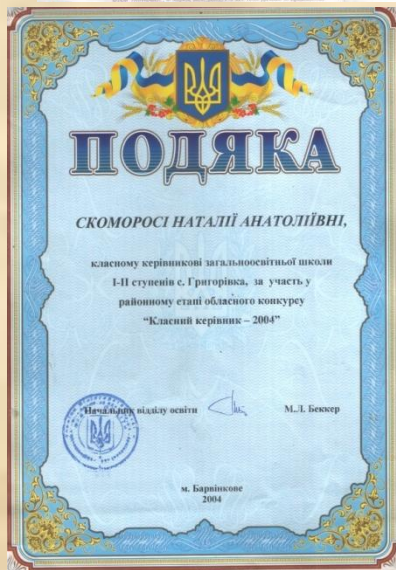 ПОДЯКА
СКОМОРОСІ НАТАЛІЇ АНАТОЛІЇВНІ,
класному керівникові загальноосвітньої школи
І-ІІ ступенів с. Григорівка, за участь у
районному етапі обласного конкурсу
“Класний керівник – 2004”
Начальник відділу освіти М.Л. Беккер
м. Барвінкове
2004